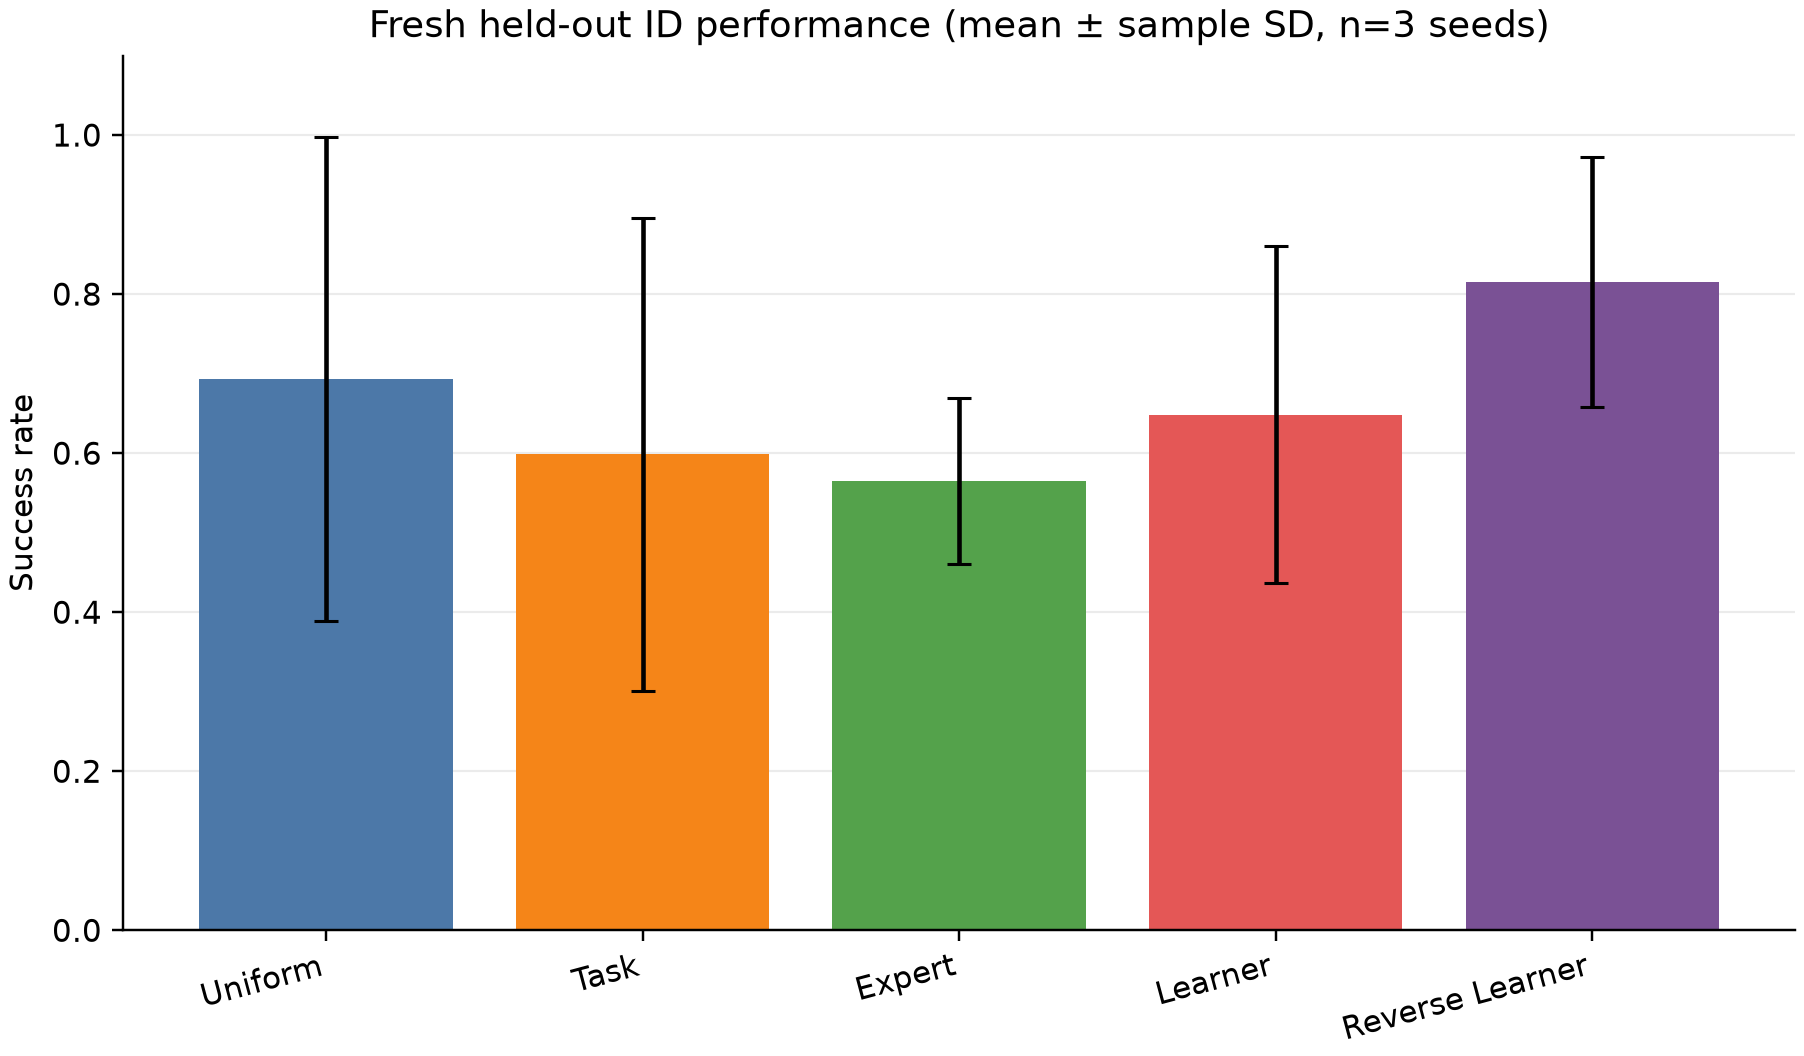 Fresh held-out ID performance (mean ± sample SD, n=3 seeds)
Success rate
1.0
0.8
0.6
0.4
0.2
0.0
Uniform
Task
Expert
Learner
Reverse Learner